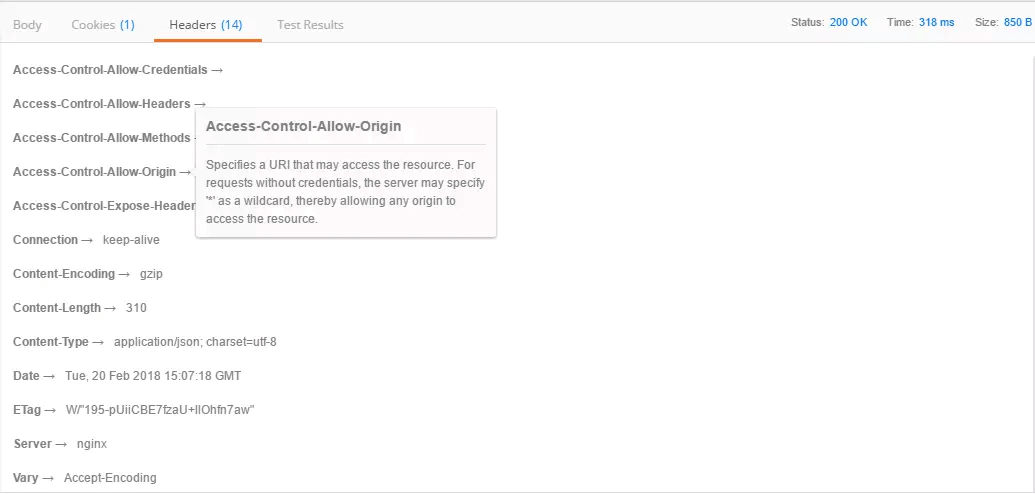 Body Cookies (1) Headers (14) Test Results Status: 200 OK Time: 318 ms Size: 850 B
Access-Control-Allow-Credentials →
Access-Control-Allow-Headers →
Access-Control-Allow-Methods
Access-Control-Allow-Origin →
Access-Control-Expose-Header
Access-Control-Allow-Origin
Specifies a URI that may access the resource. For
requests without credentials, the server may specify
'*' as a wildcard, thereby allowing any origin to
access the resource.
Connection → keep-alive
Content-Encoding → gzip
Content-Length → 310
Content-Type → application/json; charset=utf-8
Date → Tue, 20 Feb 2018 15:07:18 GMT
ETag → W/"195-pUiiCBE7fzaU+IlOhfn7aw"
Server → nginx
Vary → Accept-Encoding